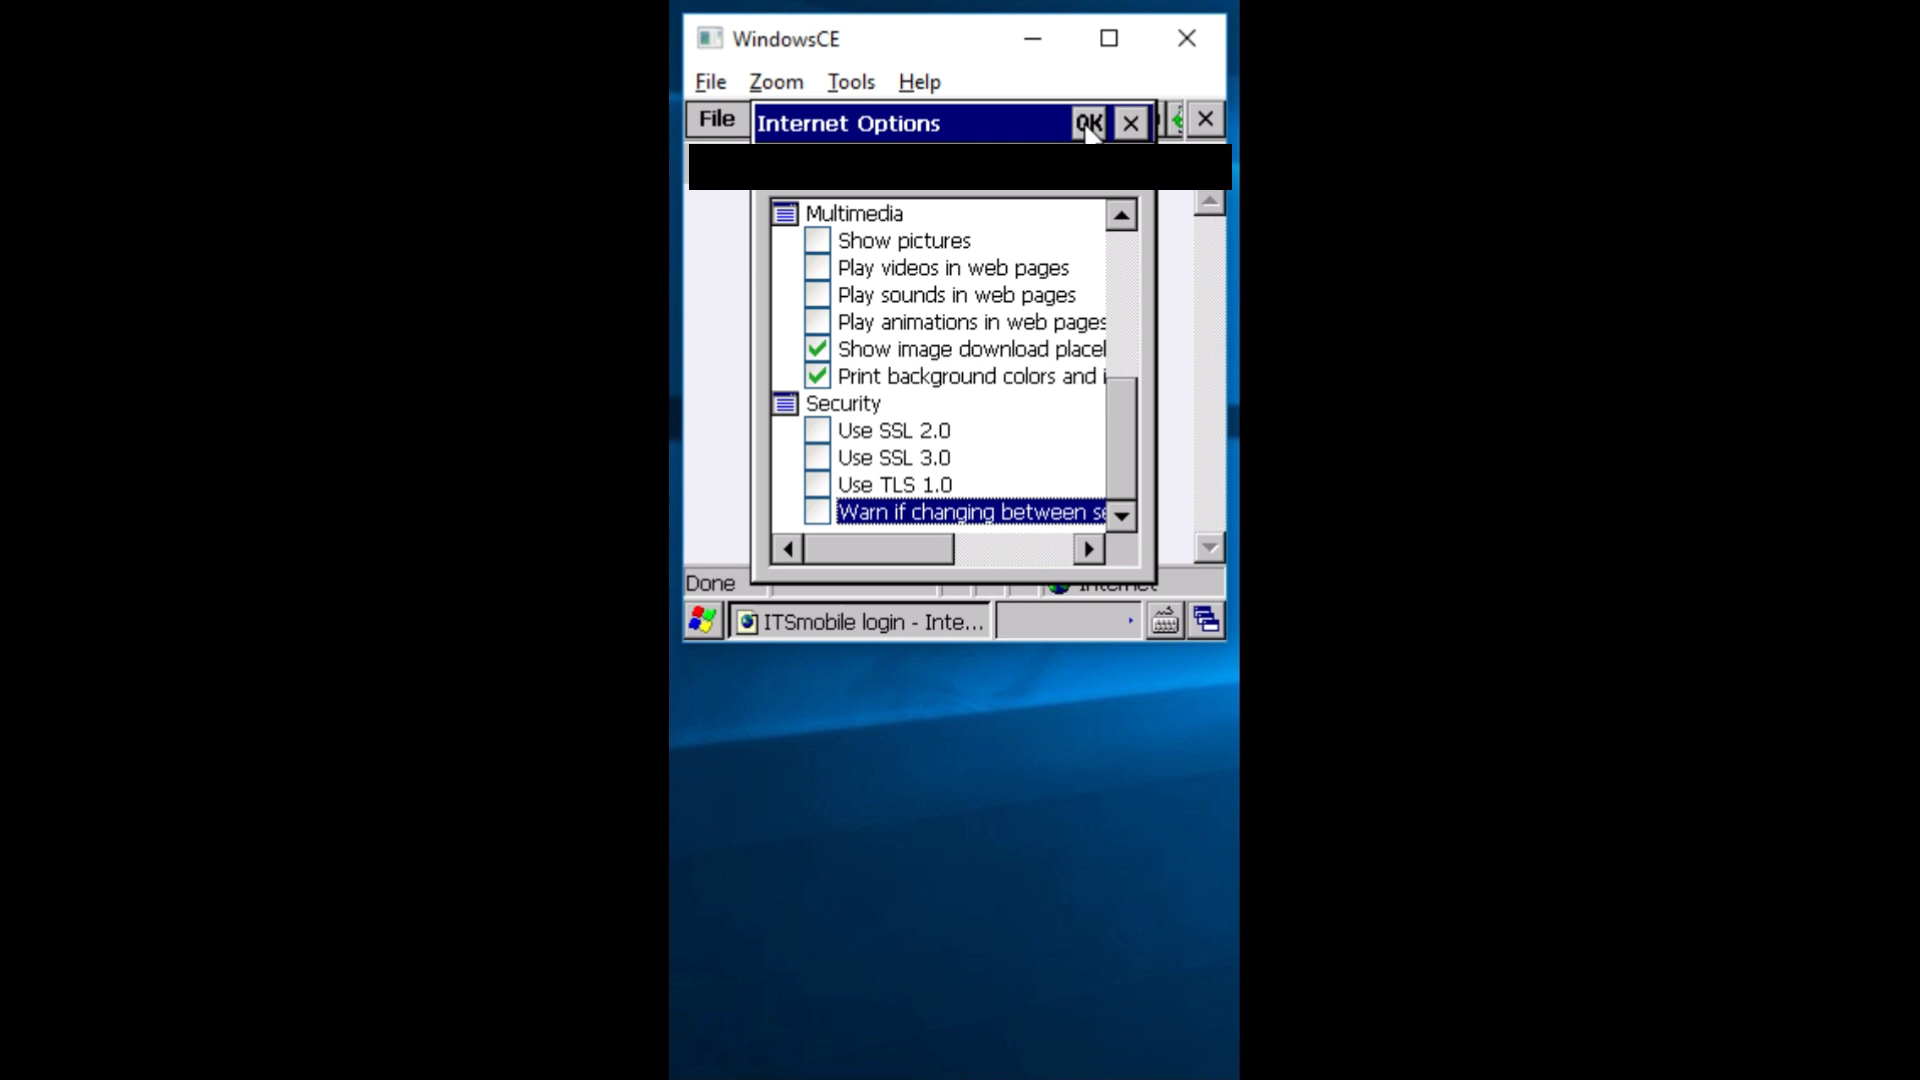 WindowsCE
File Zoom Tools Help
File
Internet Options OK
Multimedia
Show pictures
Play videos in web pages
Play sounds in web pages
Play animations in web pages
Show image download placel
Print background colors and i
Security
Use SSL 2.0
Use SSL 3.0
Use TLS 1.0
Warn if changing between se
Done Internet
ITSmobile login - Inte...